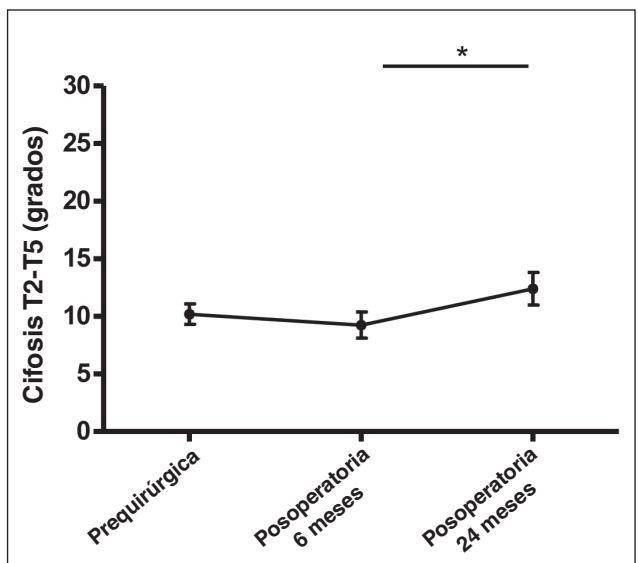 *
30
25
20
15
10
5
0
Cifosis T2-T5 (grados)
Prequirúrgica
Posoperatoria
6 meses
Posoperatoria
24 meses